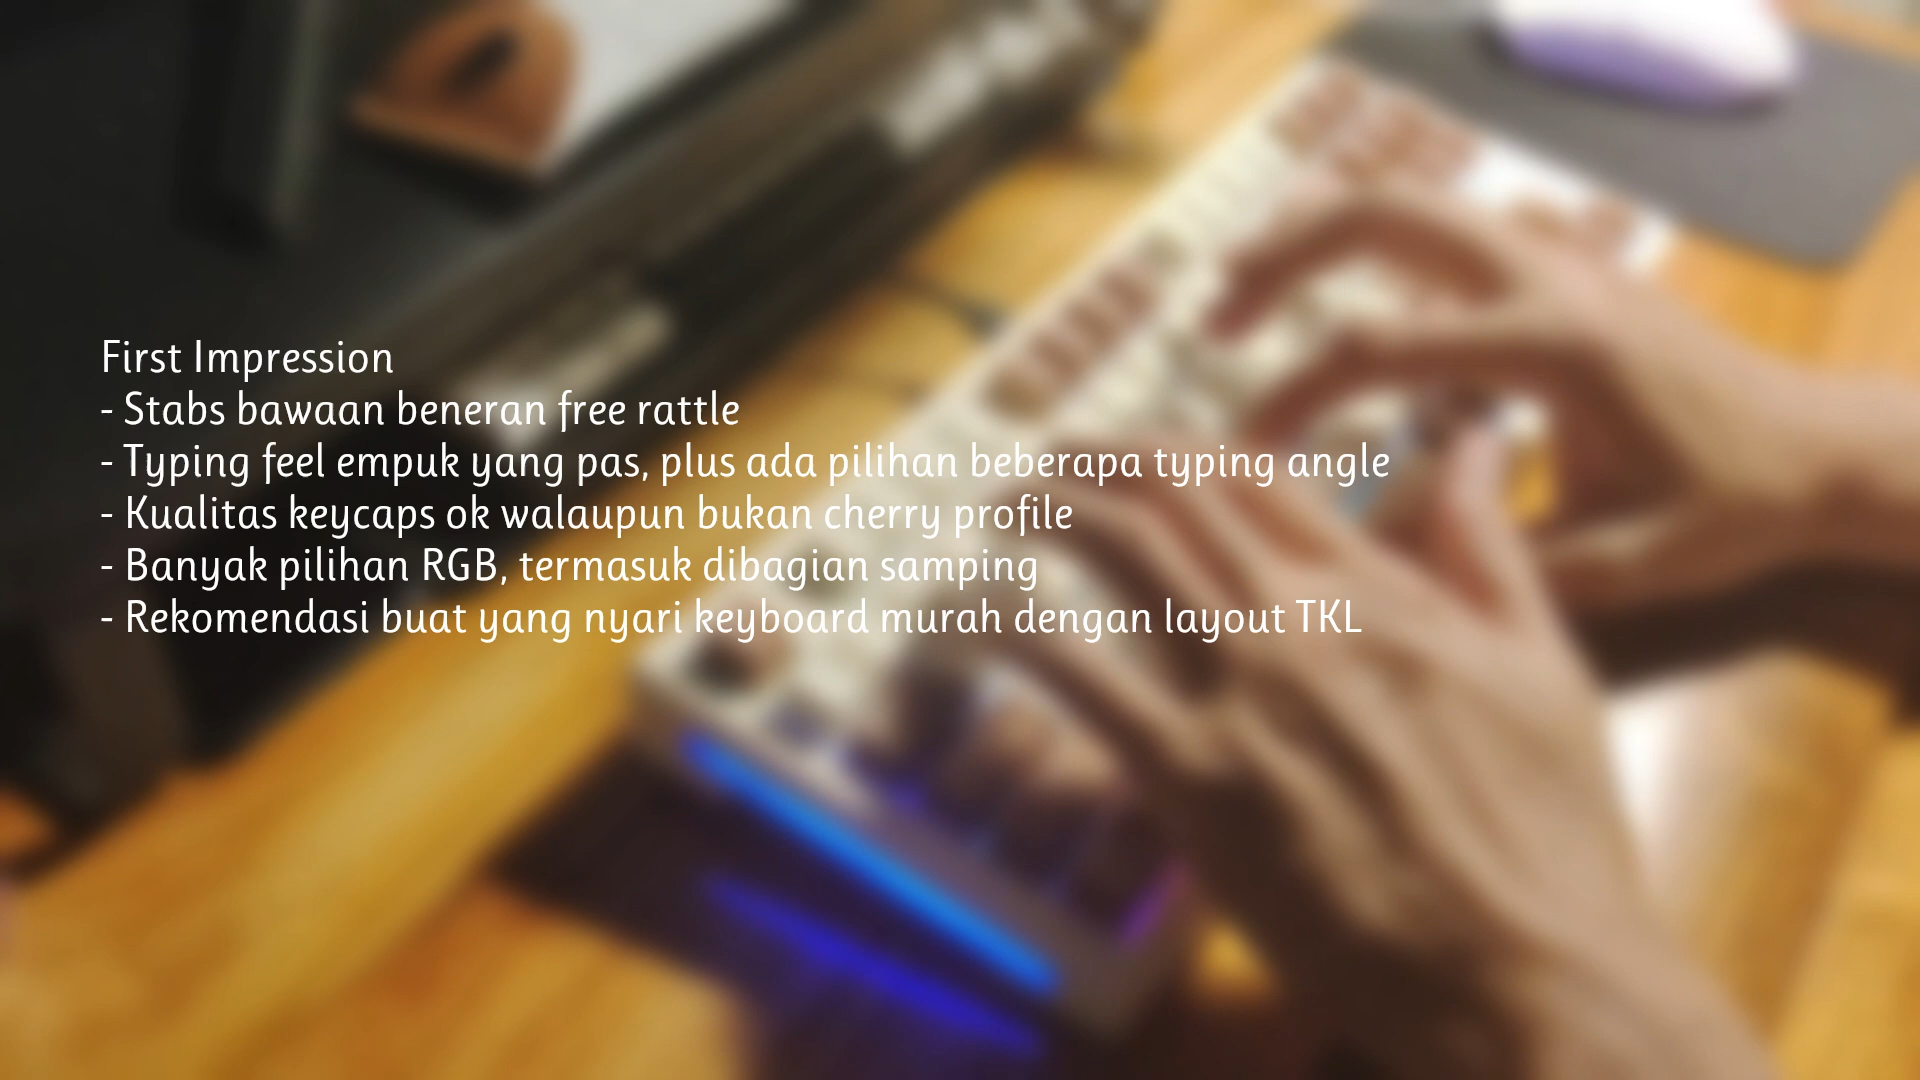 First Impression
- Stabs bawaan beneran free rattle
- Typing feel empuk yang pas, plus ada pilihan beberapa typing angle
- Kualitas keycaps ok walaupun bukan cherry profile
- Banyak pilihan RGB, termasuk dibagian samping
- Rekomendasi buat yang nyari keyboard murah dengan layout TKL